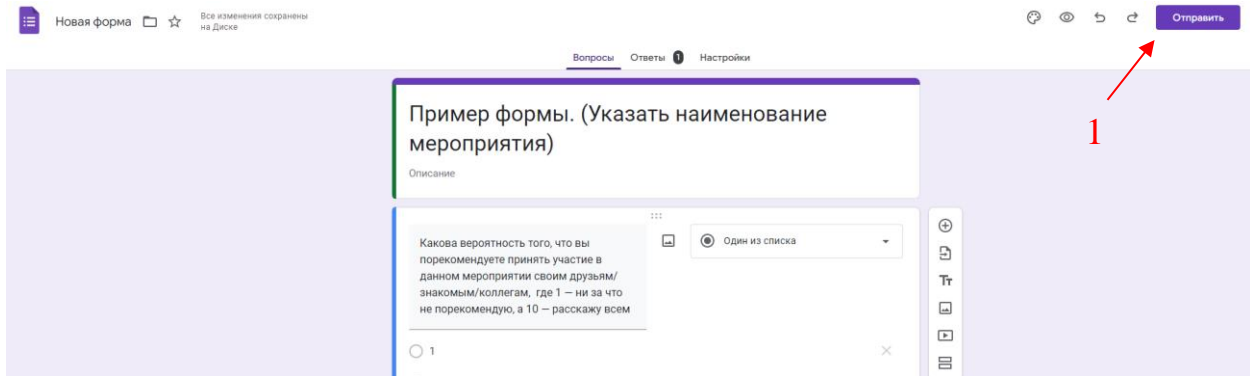 Новая форма
Все изменения сохранены
на Диске
Отправить
Вопросы Ответы 1 Настройки
1
Пример формы. (Указать наименование
мероприятия)
Описание
Какова вероятность того, что вы
порекомендуете принять участие в
данном мероприятии своим друзьям/
знакомым/коллегам, где 1 — ни за что
не порекомендую, а 10 — расскажу всем
Один из списка
Тт
1